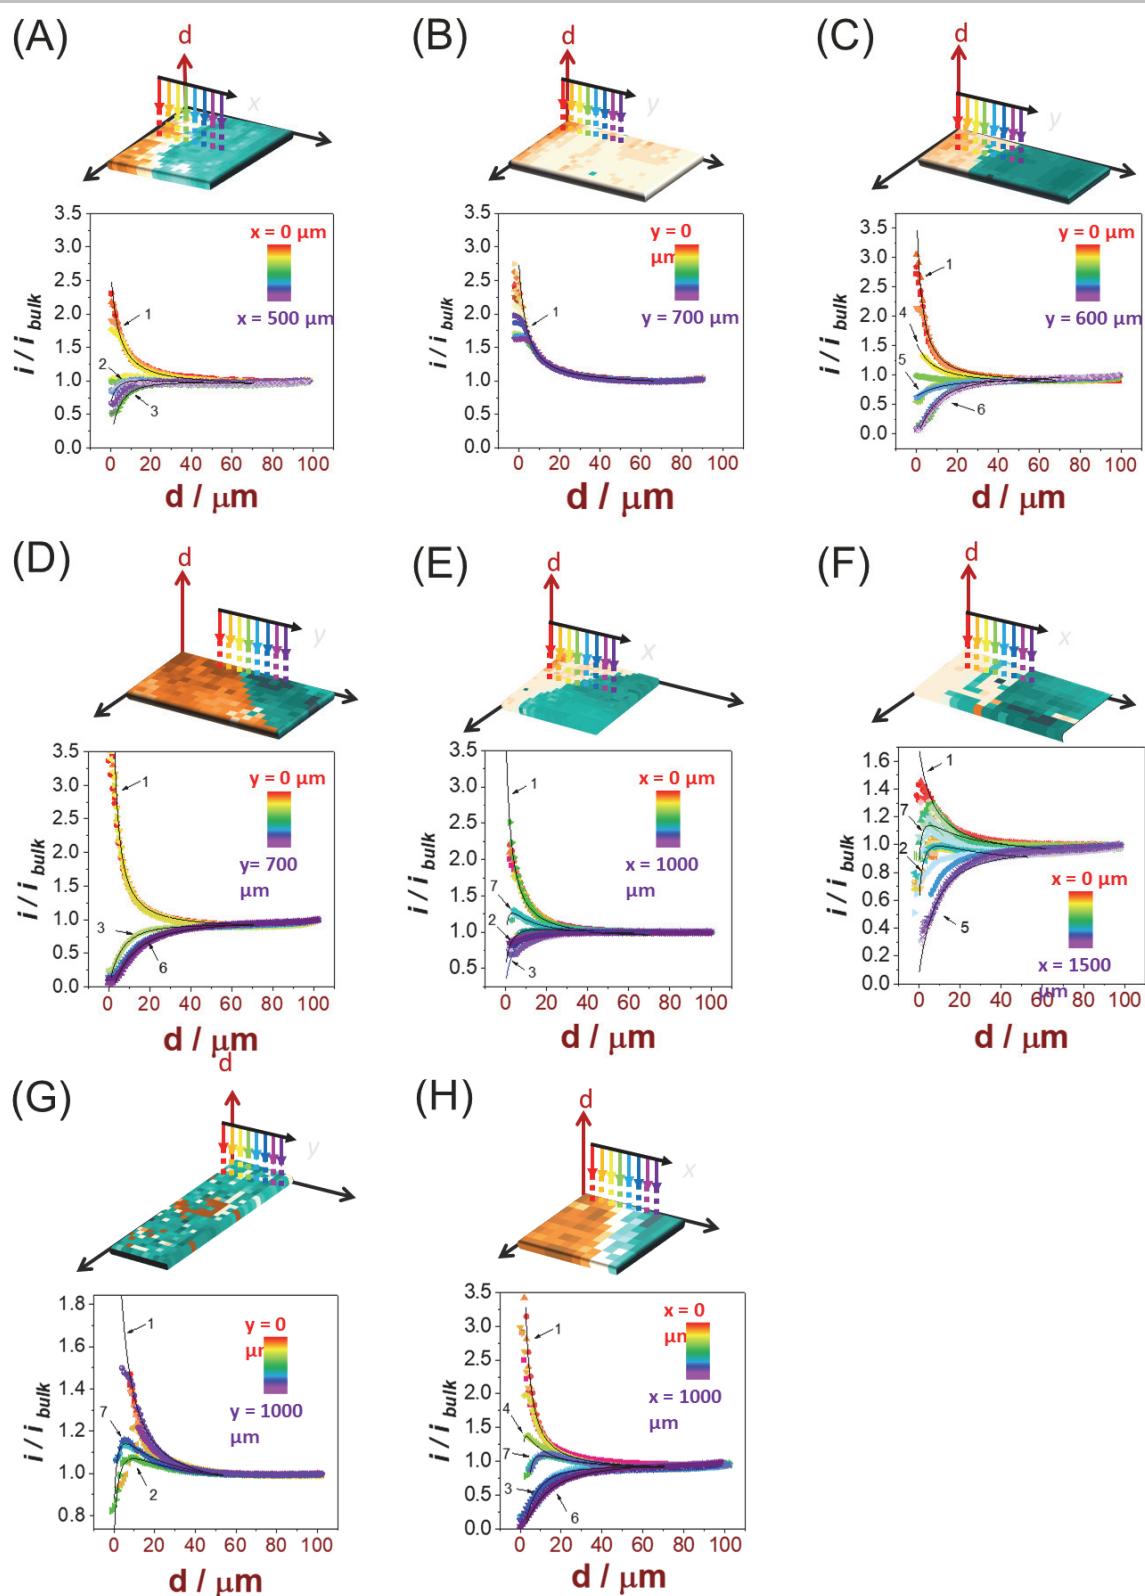 (A)
d
x
3.5
3.0
2.5
2.0
1.5
1.0
0.5
0.0
i / i bulk
x = 0 μm
x = 500 μm
1
2
3
0 20 40 60 80 100
d / μm
(B)
d
y
3.5
3.0
2.5
2.0
1.5
1.0
0.5
0.0
i / i bulk
y = 0
μm
y = 700 μm
1
0 20 40 60 80 100
d / μm
(C)
d
y
3.5
3.0
2.5
2.0
1.5
1.0
0.5
0.0
i / i bulk
y = 0 μm
y = 600 μm
1
4
5
6
0 20 40 60 80 100
d / μm
(D)
d
y
3.5
3.0
2.5
2.0
1.5
1.0
0.5
0.0
i / i bulk
y = 0 μm
y= 700
μm
1
3
6
0 20 40 60 80 100
d / μm
(E)
d
x
3.5
3.0
2.5
2.0
1.5
1.0
0.5
i / i bulk
x = 0 μm
x = 1000
μm
1
7
2
3
0 20 40 60 80 100
d / μm
(F)
d
x
1.6
1.4
1.2
1.0
0.8
0.6
0.4
0.2
0.0
i / i bulk
1
7
2
5
x = 0 μm
x = 1500
μm
0 20 40 60 80 100
d / μm
(G)
d
y
1.8
1.6
1.4
1.2
1.0
0.8
i / i bulk
y = 0
μm
y = 1000
μm
1
7
2
0 20 40 60 80 100
d / μm
(H)
d
x
3.5
3.0
2.5
2.0
1.5
1.0
0.5
0.0
i / i bulk
x = 0
μm
x = 1000
μm
1
4
7
3
6
0 20 40 60 80 100
d / μm